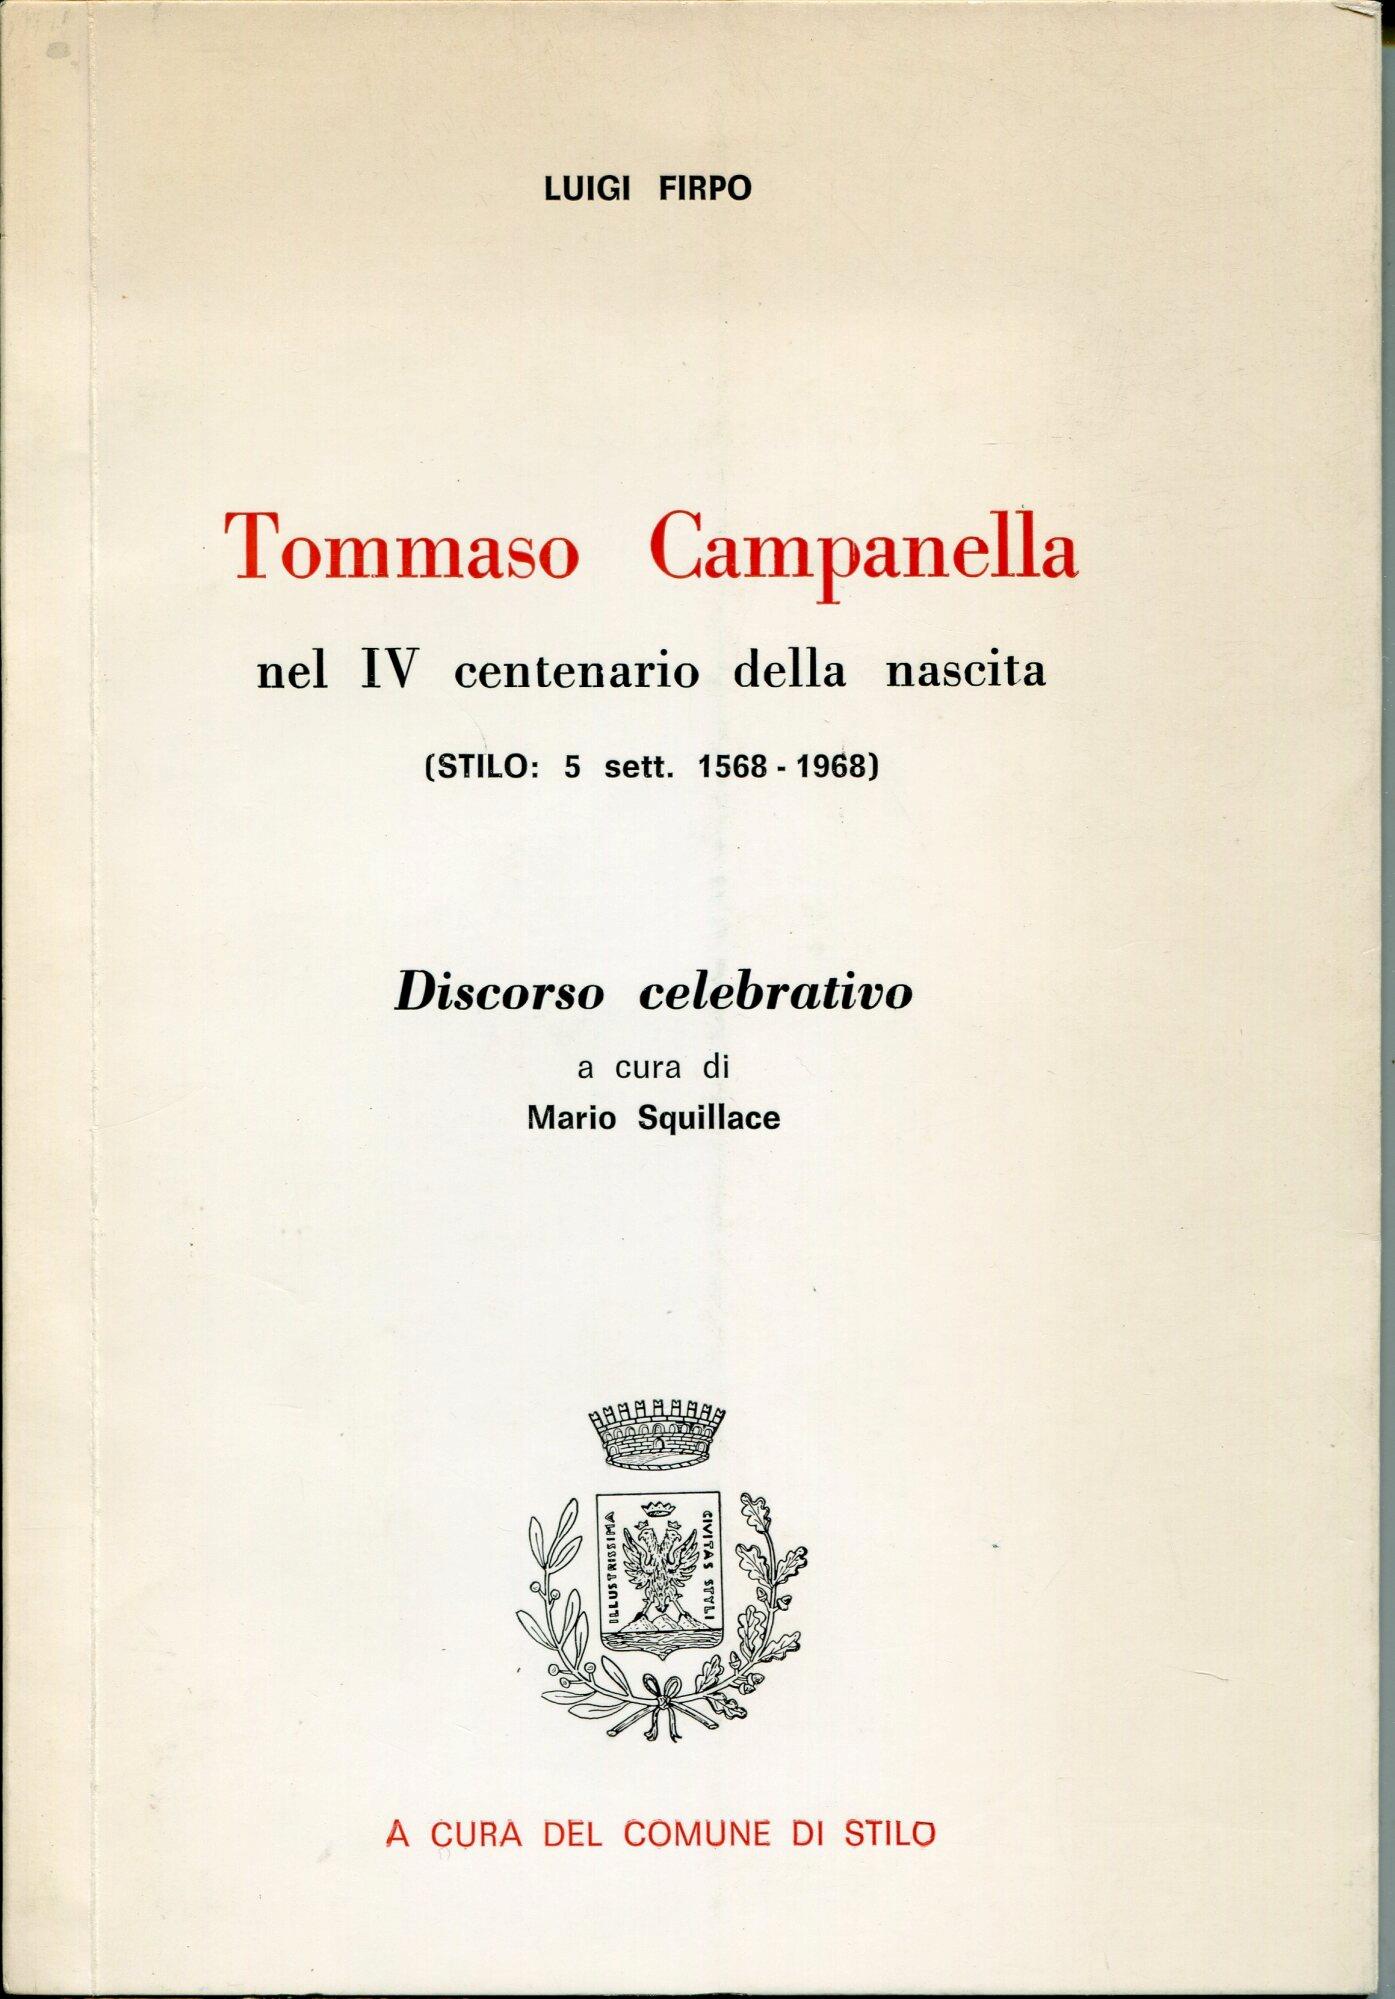 LUIGI FIRPO
Tommaso Campanella
nel IV centenario della nascita
(STILO: 5 sett. 1568 - 1968)
Discorso celebrativo
a cura di
Mario Squillace
ILLUSTRISSIMA
CIVITAS STYLI
A CURA DEL COMUNE DI STILO